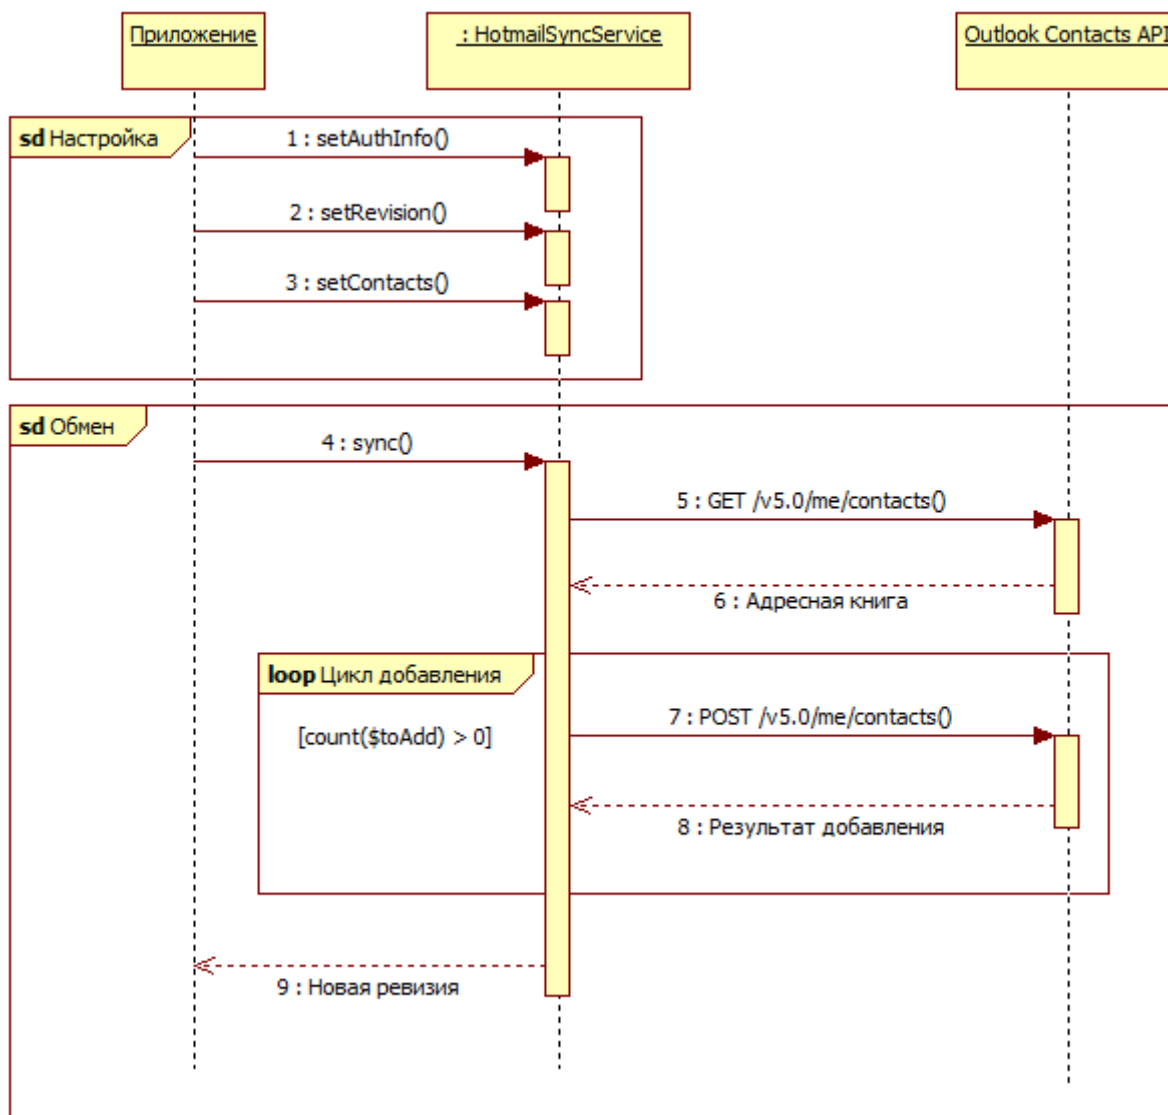 Приложение
: HotmailSyncService
Outlook Contacts API
sd Настройка
1 : setAuthInfo()
2 : setRevision()
3 : setContacts()
sd Обмен
4 : sync()
5 : GET /v5.0/me/contacts()
6 : Адресная книга
loop Цикл добавления
7 : POST /v5.0/me/contacts()
[count($toAdd) > 0]
8 : Результат добавления
9 : Новая ревизия